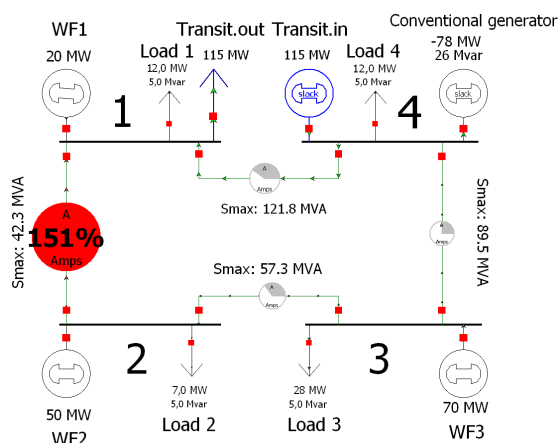 WF1
Transit.out
Transit.in
Conventional generator
20 MW
Load 1
115 MW
115 MW
Load 4
-78 MW
26 Mvar
12,0 MW
5,0 Mvar
12,0 MW
5,0 Mvar
slack
slack
1
4
A
Amps
Smax: 121.8 MVA
Smax: 42.3 MVA
A
151%
Amps
A
Amps
Smax: 89.5 MVA
Smax: 57.3 MVA
A
Amps
2
3
7,0 MW
5,0 Mvar
28 MW
5,0 Mvar
50 MW
WF2
Load 2
Load 3
70 MW
WF3